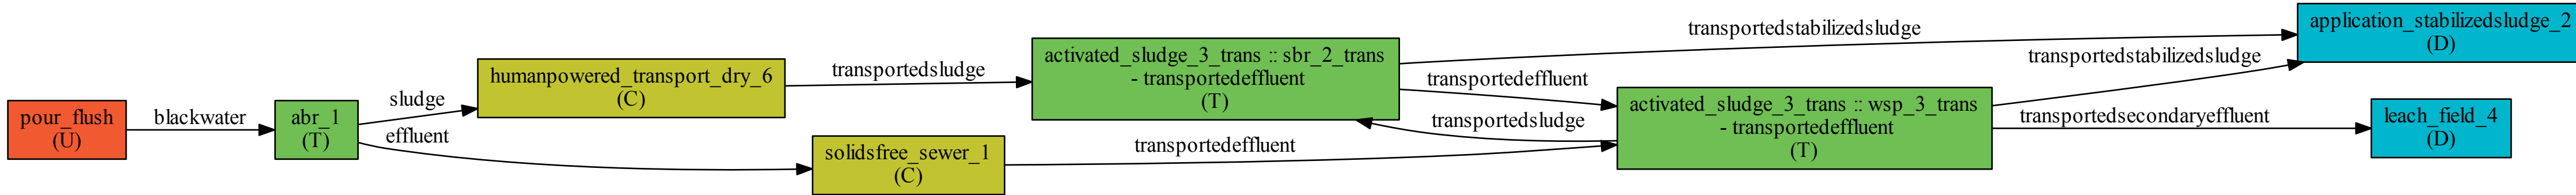 pour_flush
(U)
blackwater
abr_1
(T)
sludge
effluent
humanpowered_transport_dry_6
(C)
solidsfree_sewer_1
(C)
transportedsludge
transportedeffluent
activated_sludge_3_trans :: sbr_2_trans
- transportedeffluent
(T)
transportedeffluent
transportedsludge
activated_sludge_3_trans :: wsp_3_trans
- transportedeffluent
(T)
transportedstabilizedsludge
transportedstabilizedsludge
transportedsecondaryeffluent
application_stabilizedsludge_2
(D)
leach_field_4
(D)